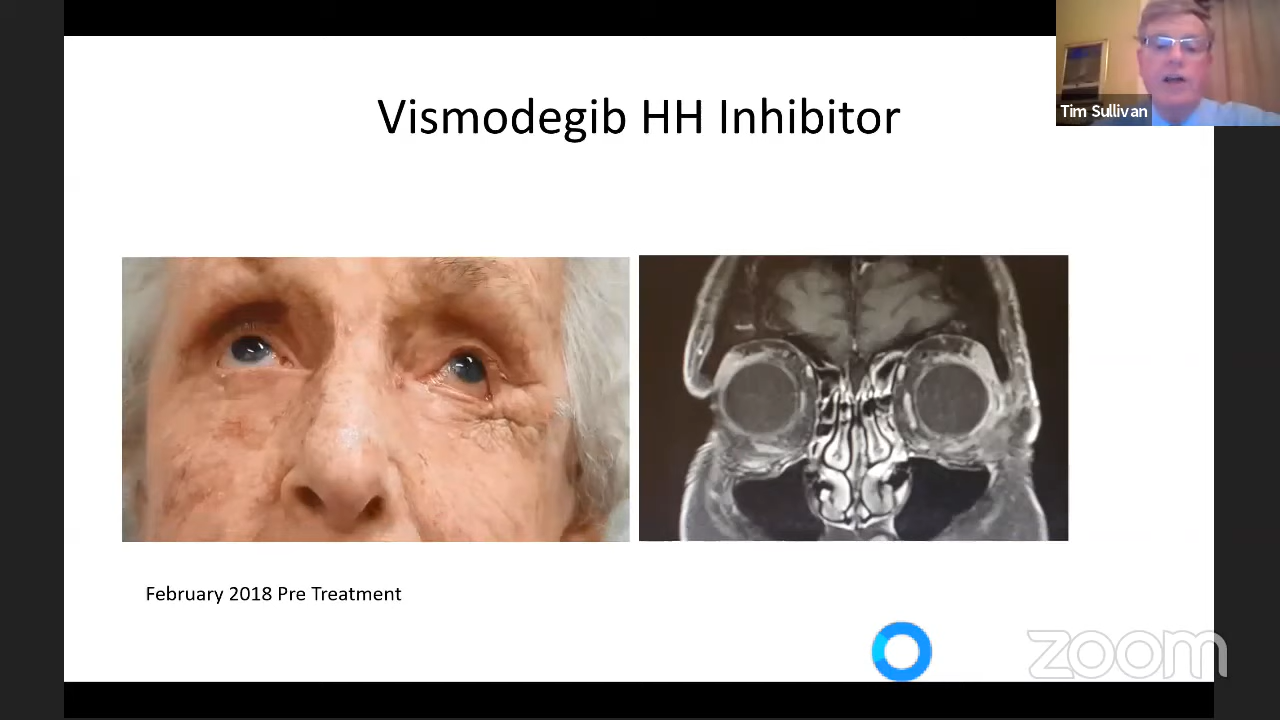 Vismodegib HH Inhibitor
Tim Sullivan
February 2018 Pre Treatment
zoom